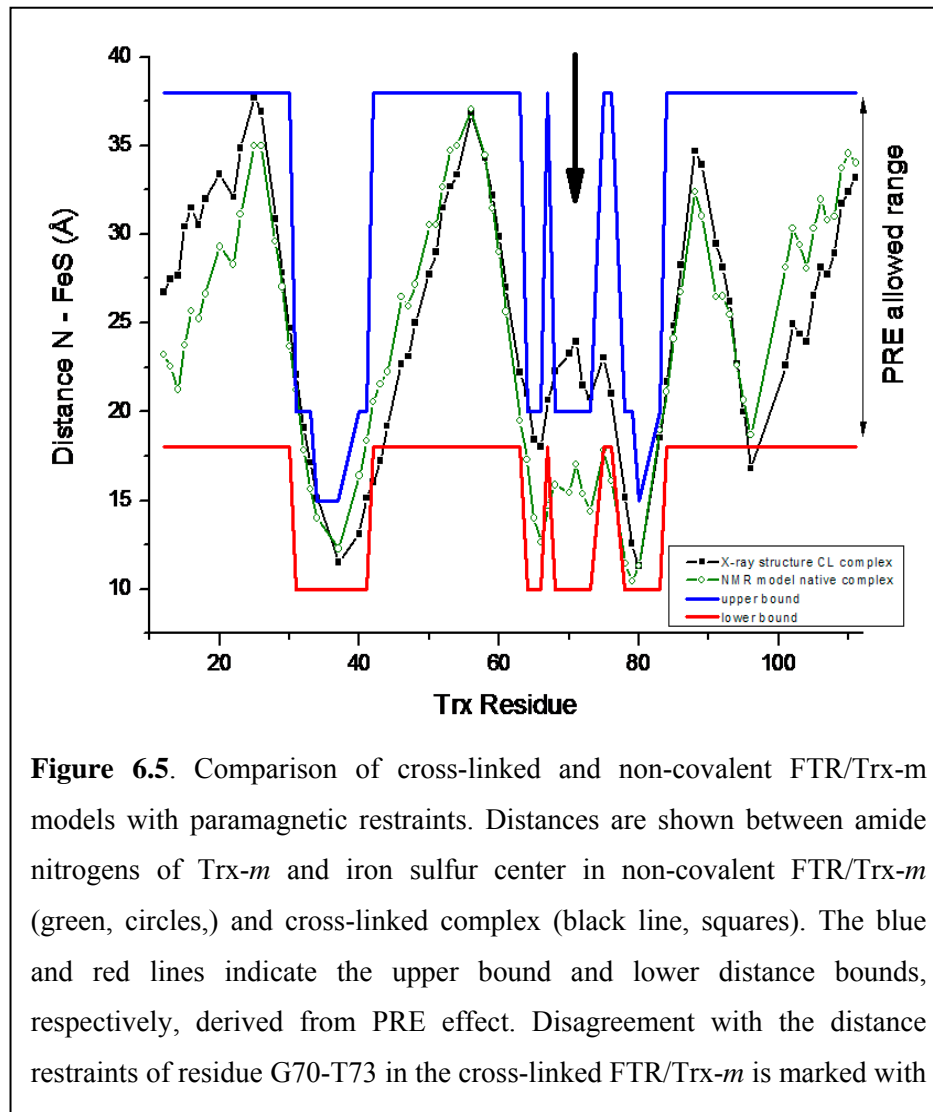 40
35
30
25
20
15
10
Distance N - FeS (Å)
PRE allowed range
X-ray structure CL complex
NMR model native complex
upper bound
lower bound
20
40
60
80
100
Trx Residue
Figure 6.5. Comparison of cross-linked and non-covalent FTR/Trx-m
models with paramagnetic restraints. Distances are shown between amide
nitrogens of Trx-m and iron sulfur center in non-covalent FTR/Trx-m
(green, circles,) and cross-linked complex (black line, squares). The blue
and red lines indicate the upper bound and lower distance bounds,
respectively, derived from PRE effect. Disagreement with the distance
restraints of residue G70-T73 in the cross-linked FTR/Trx-m is marked with